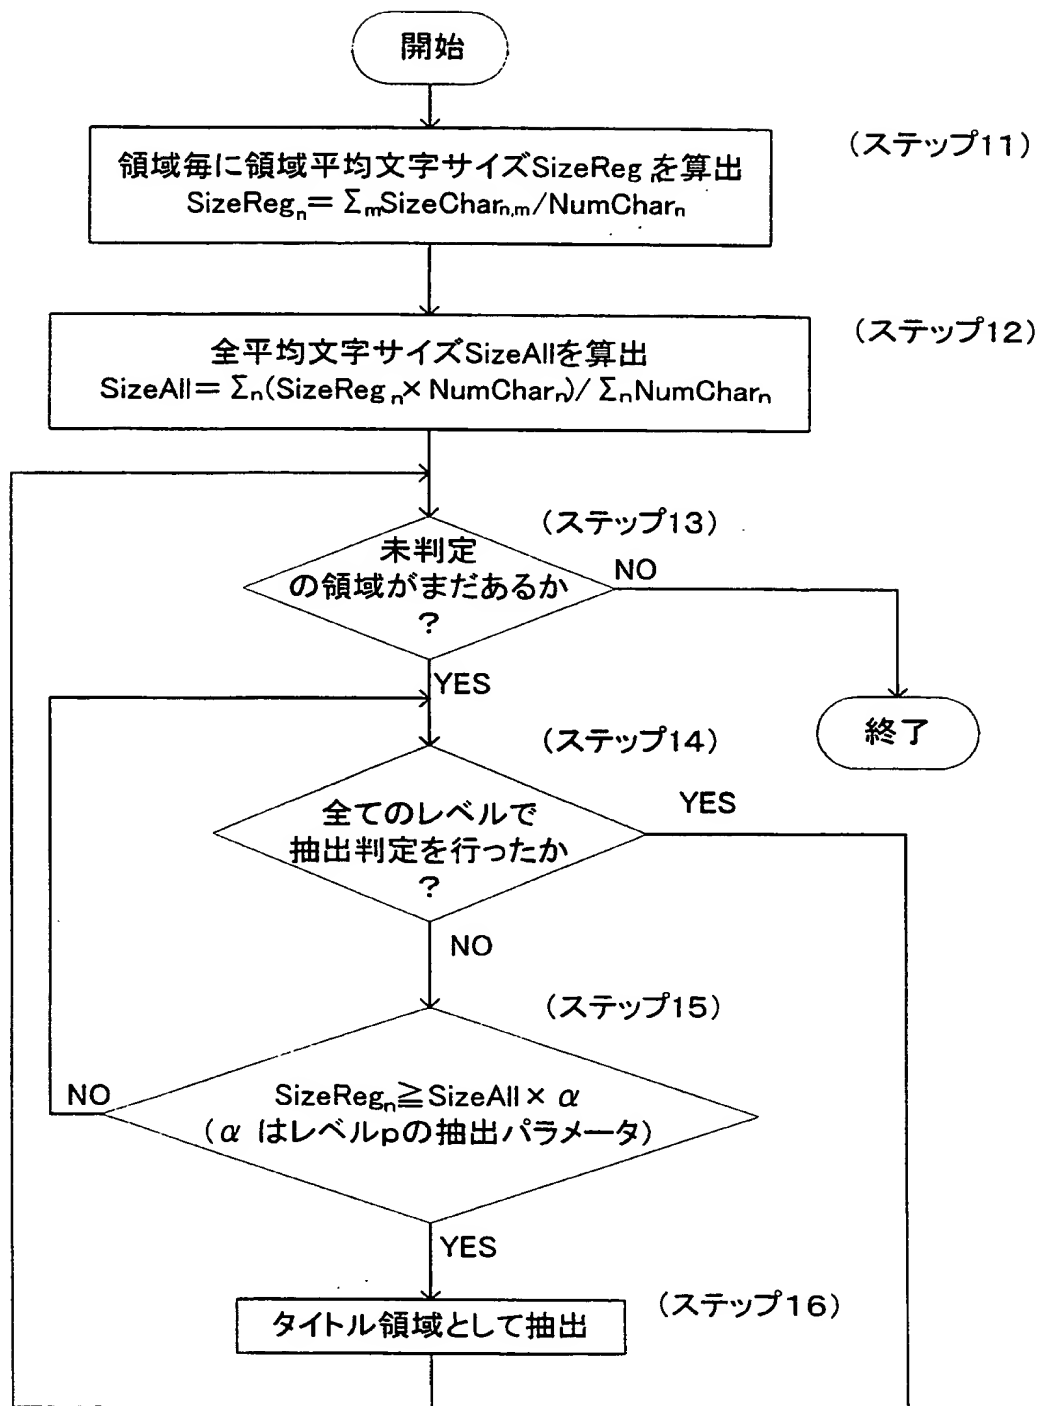 開始
（ステップ11）
領域毎に領域平均文字サイズSizeReg nを算出
SizeRegn＝ΣmSizeCharn,m/NumCharn
（ステップ12）
全平均文字サイズSizeAllを算出
SizeAll＝Σn(SizeRegn×NumCharn)/ΣnNumCharn
（ステップ13）
未判定
の領域がまだあるか
？
NO
YES
終了
（ステップ14）
全てのレベルで
抽出判定を行ったか
？
YES
NO
（ステップ15）
SizeRegn≧SizeAll×α
（α はレベルpの抽出パラメータ）
NO
YES
（ステップ16）
タイトル領域として抽出